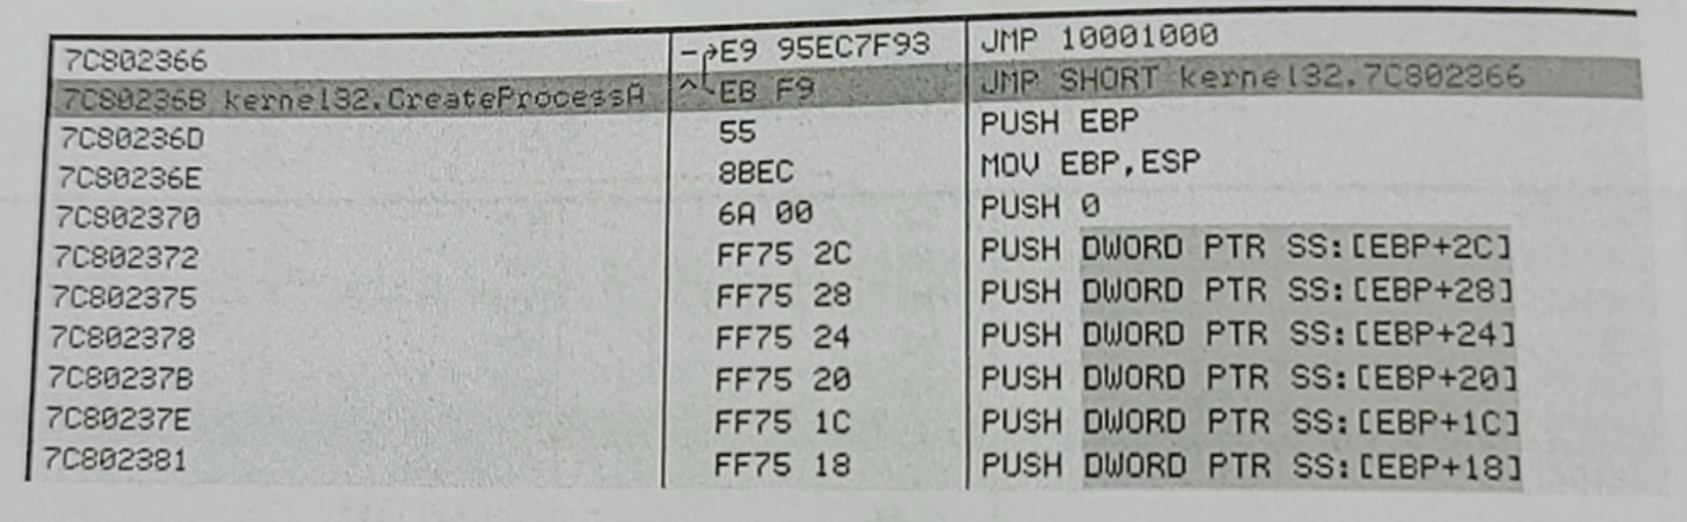 7C802366 E9 95EC7F93 JMP 10001000
7C80236B kernel32.CreateProcessA ^ EB F9 JMP SHORT kernel32.7C802366
7C80236D 55 PUSH EBP
7C80236E 8BEC MOV EBP,ESP
7C802370 6A 00 PUSH 0
7C802372 FF75 2C PUSH DWORD PTR SS:[EBP+2C]
7C802375 FF75 28 PUSH DWORD PTR SS:[EBP+28]
7C802378 FF75 24 PUSH DWORD PTR SS:[EBP+24]
7C80237B FF75 20 PUSH DWORD PTR SS:[EBP+20]
7C80237E FF75 1C PUSH DWORD PTR SS:[EBP+1C]
7C802381 FF75 18 PUSH DWORD PTR SS:[EBP+18]